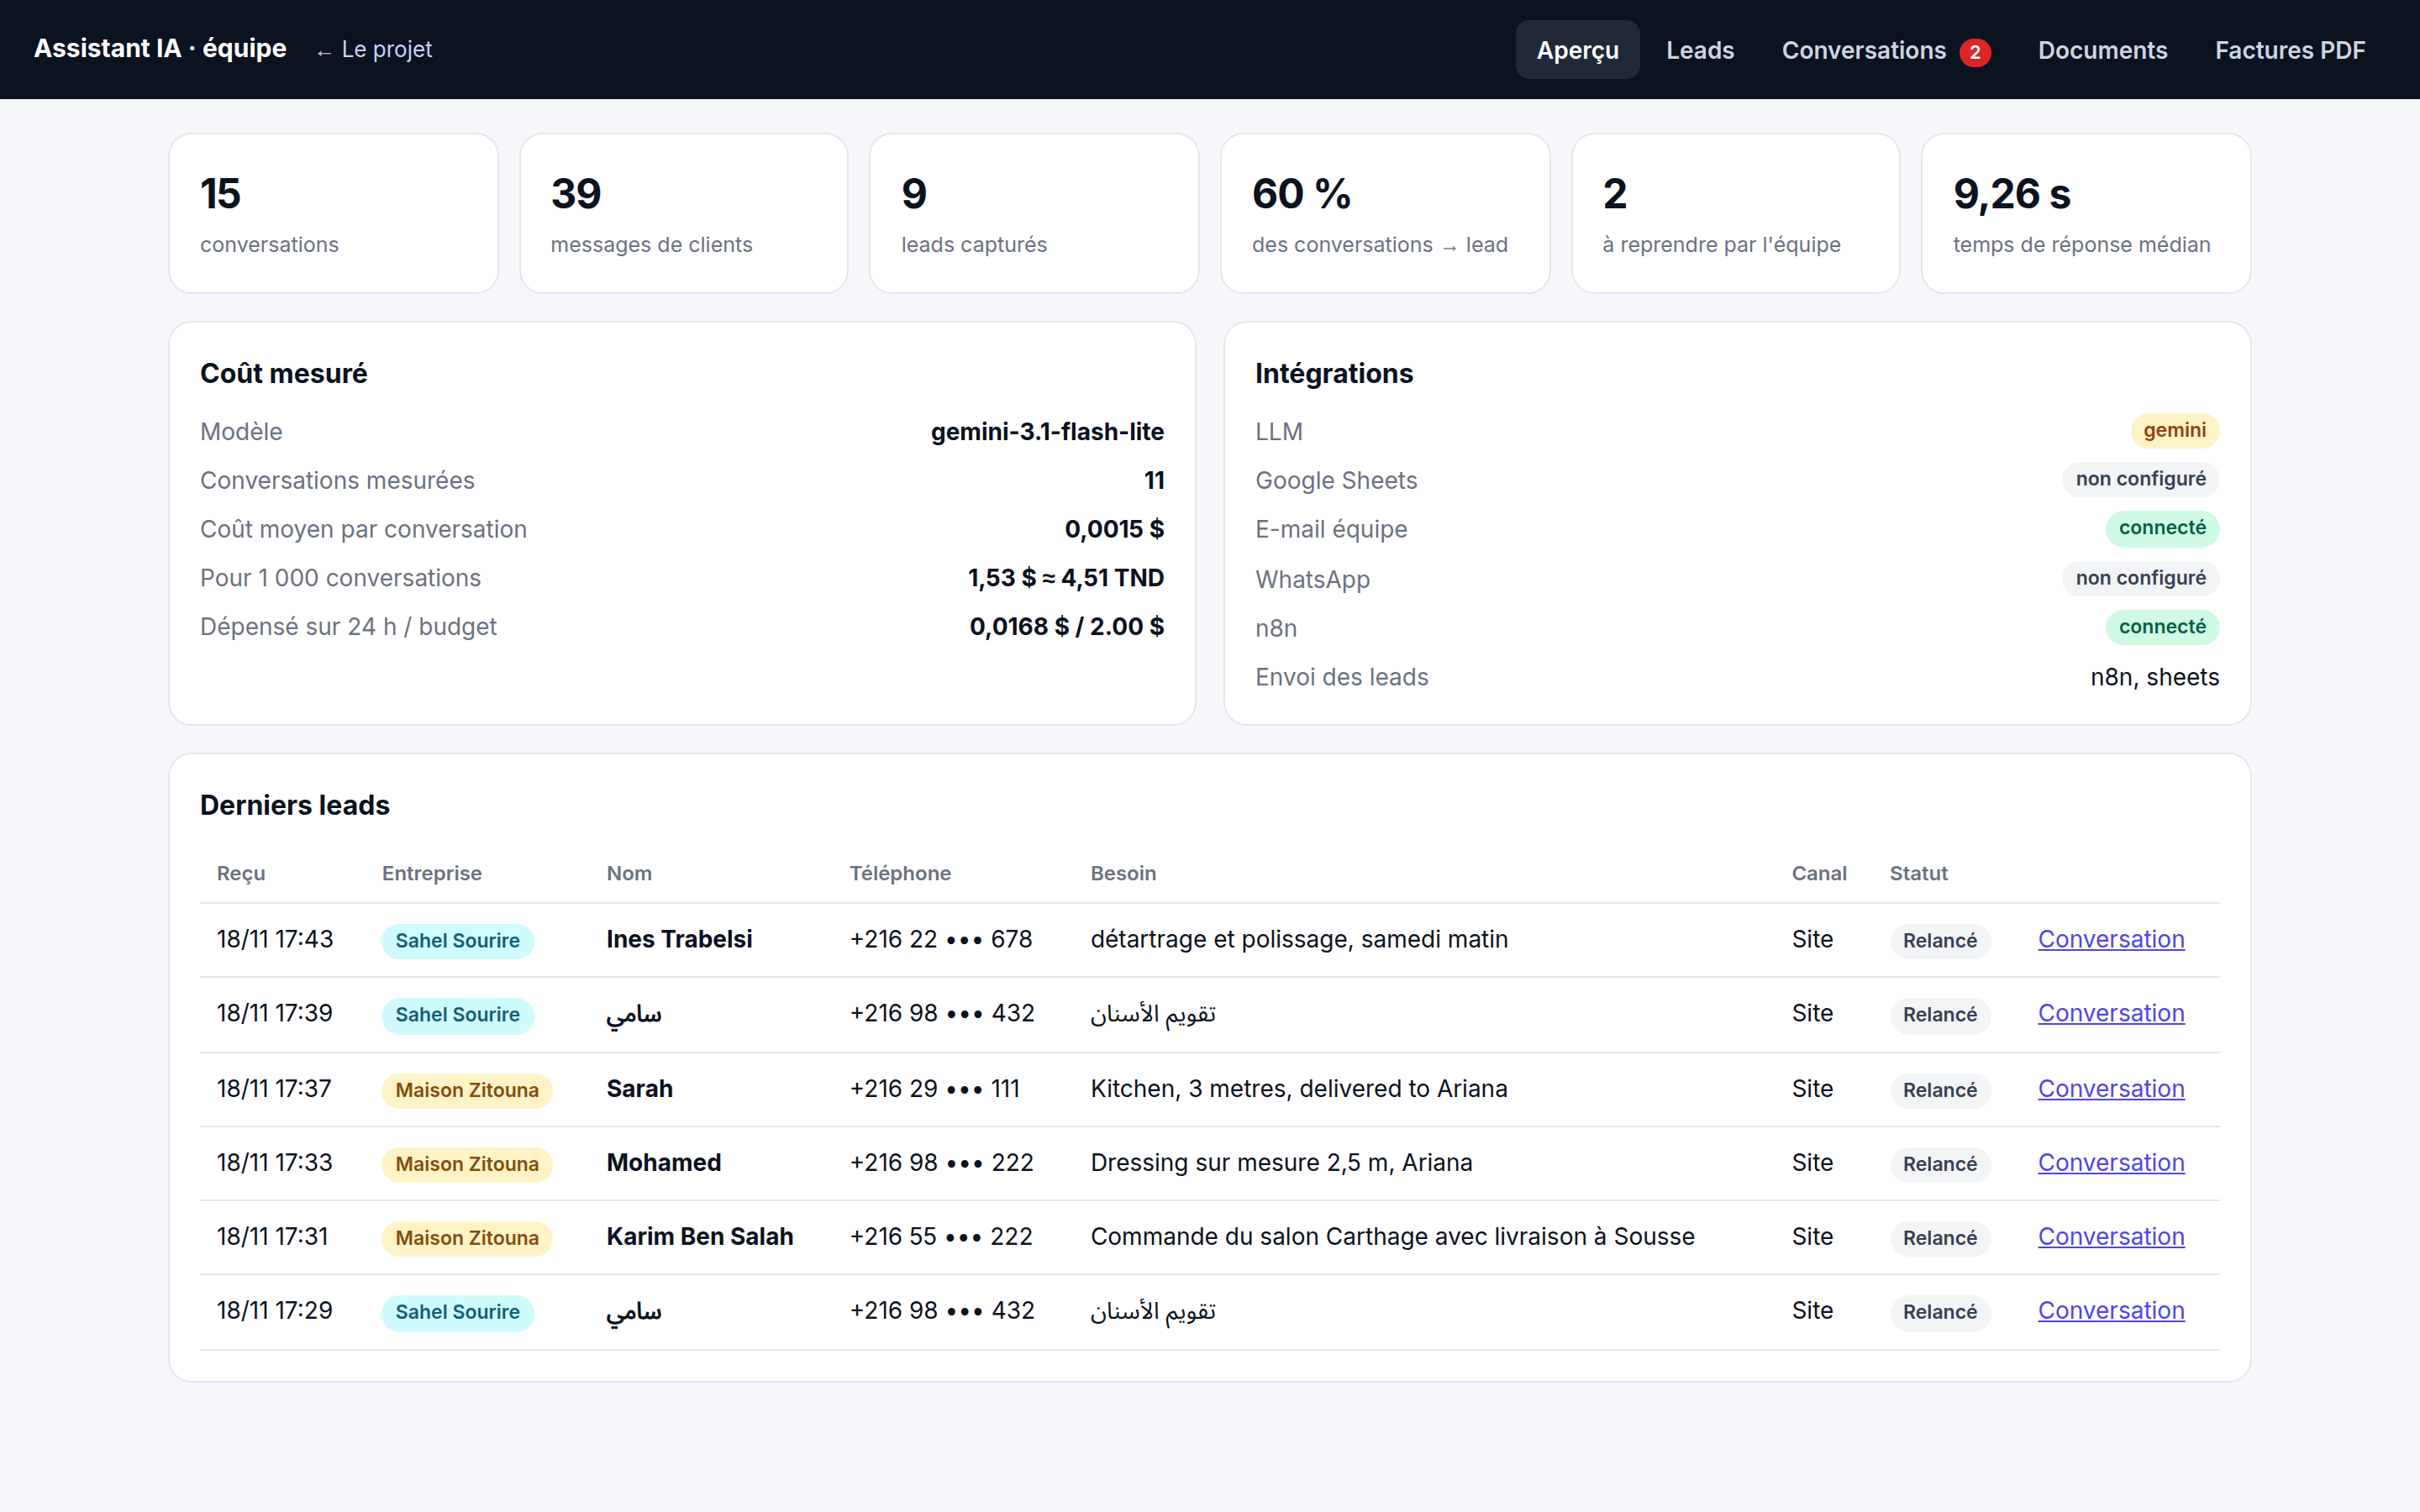 Assistant IA · équipe ← Le projet Aperçu Leads Conversations 2 Documents Factures PDF
15 39 9 60 % 2 9,26 s
conversations messages de clients leads capturés des conversations → lead à reprendre par l'équipe temps de réponse médian
Coût mesuré
Modèle gemini-3.1-flash-lite
Conversations mesurées 11
Coût moyen par conversation 0,0015 $
Pour 1 000 conversations 1,53 $ ≈ 4,51 TND
Dépensé sur 24 h / budget 0,0168 $ / 2.00 $
Intégrations
LLM gemini
Google Sheets non configuré
E-mail équipe connecté
WhatsApp non configuré
n8n connecté
Envoi des leads n8n, sheets
Derniers leads
Reçu Entreprise Nom Téléphone Besoin Canal Statut
18/11 17:43 Sahel Sourire Ines Trabelsi +216 22 ••• 678 détartrage et polissage, samedi matin Site Relancé Conversation
18/11 17:39 Sahel Sourire سامي +216 98 ••• 432 تقويم الأسنان Site Relancé Conversation
18/11 17:37 Maison Zitouna Sarah +216 29 ••• 111 Kitchen, 3 metres, delivered to Ariana Site Relancé Conversation
18/11 17:33 Maison Zitouna Mohamed +216 98 ••• 222 Dressing sur mesure 2,5 m, Ariana Site Relancé Conversation
18/11 17:31 Maison Zitouna Karim Ben Salah +216 55 ••• 222 Commande du salon Carthage avec livraison à Sousse Site Relancé Conversation
18/11 17:29 Sahel Sourire سامي +216 98 ••• 432 تقويم الأسنان Site Relancé Conversation